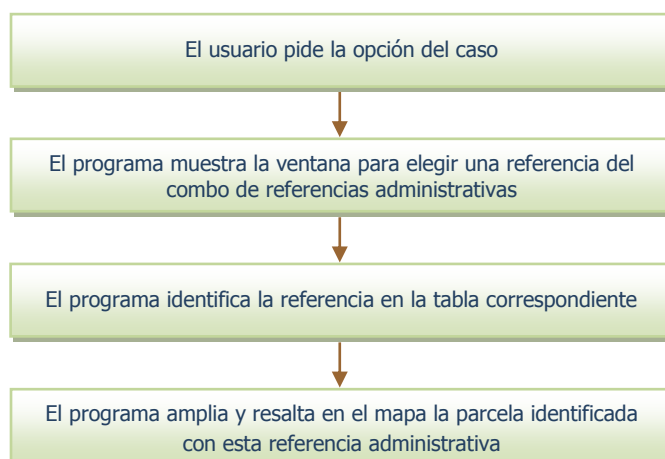 El usuario pide la opción del caso
El programa muestra la ventana para elegir una referencia del
combo de referencias administrativas
El programa identifica la referencia en la tabla correspondiente
El programa amplia y resalta en el mapa la parcela identificada
con esta referencia administrativa